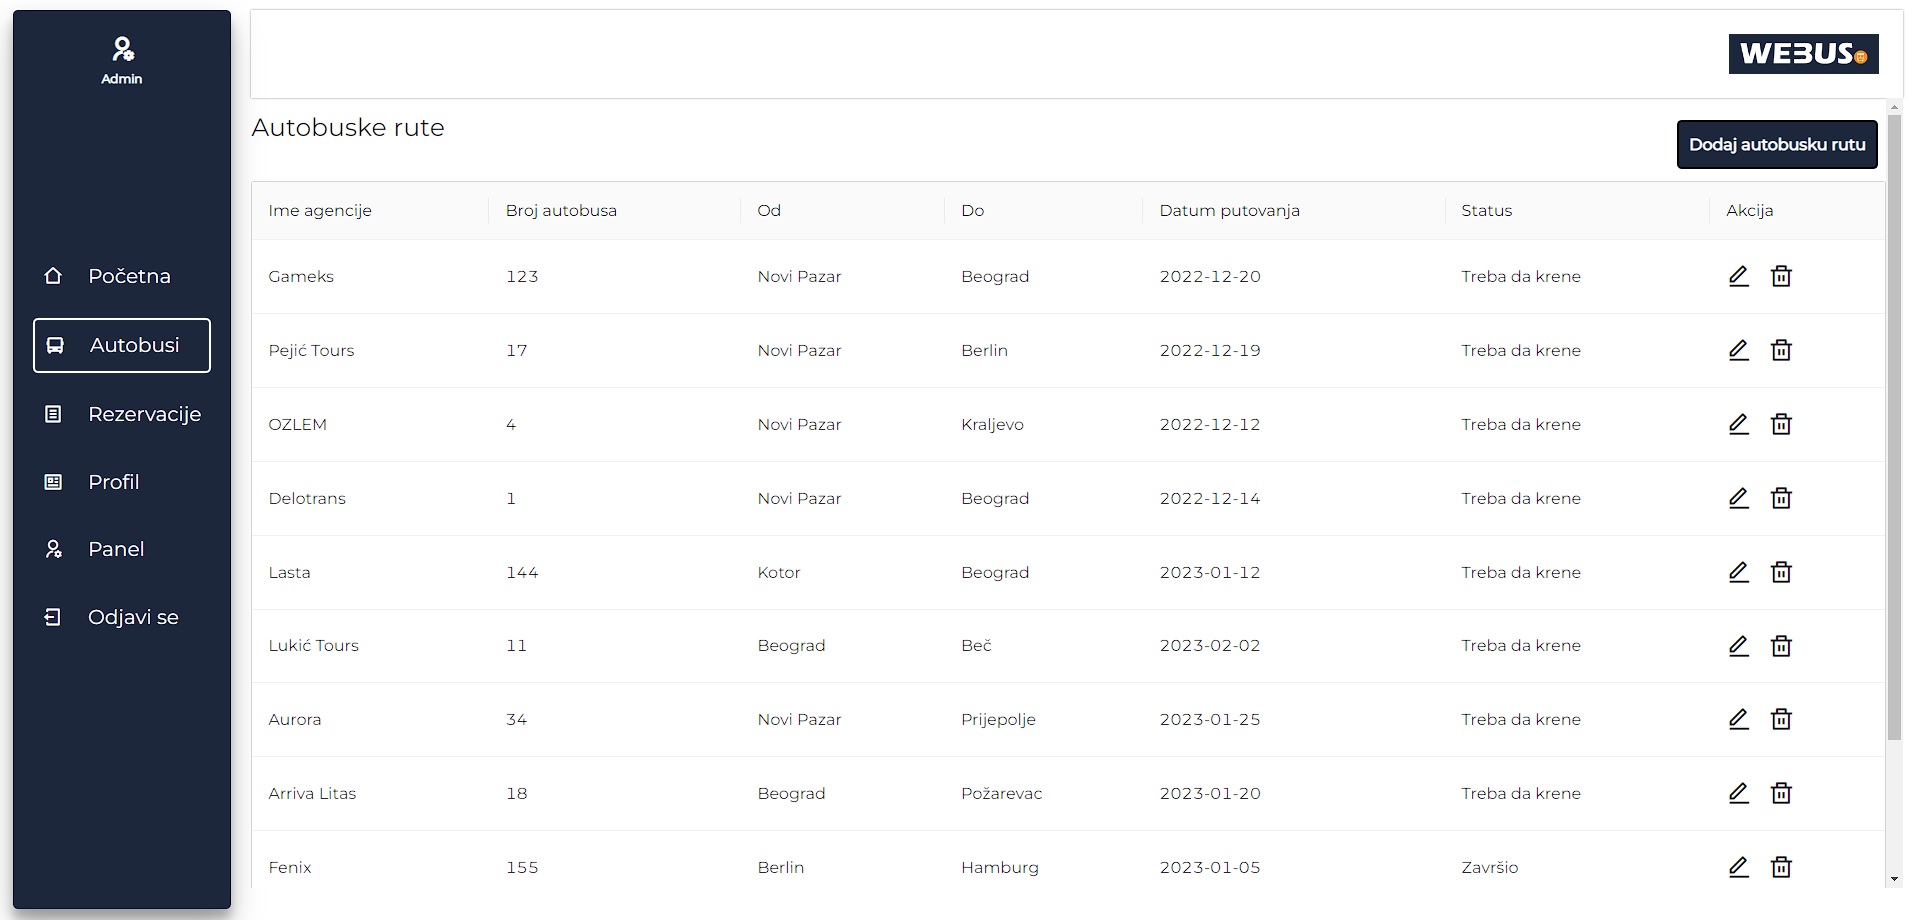 Admin
Početna
Autobusi
Rezervacije
Profil
Panel
Odjavi se
WEBUS
Autobuske rute
Dodaj autobusku rutu
Ime agencije Broj autobusa Od Do Datum putovanja Status Akcija
Gameks 123 Novi Pazar Beograd 2022-12-20 Treba da krene
Pejić Tours 17 Novi Pazar Berlin 2022-12-19 Treba da krene
OZLEM 4 Novi Pazar Kraljevo 2022-12-12 Treba da krene
Delotrans 1 Novi Pazar Beograd 2022-12-14 Treba da krene
Lasta 144 Kotor Beograd 2023-01-12 Treba da krene
Lukić Tours 11 Beograd Beč 2023-02-02 Treba da krene
Aurora 34 Novi Pazar Prijepolje 2023-01-25 Treba da krene
Arriva Litas 18 Beograd Požarevac 2023-01-20 Treba da krene
Fenix 155 Berlin Hamburg 2023-01-05 Završio